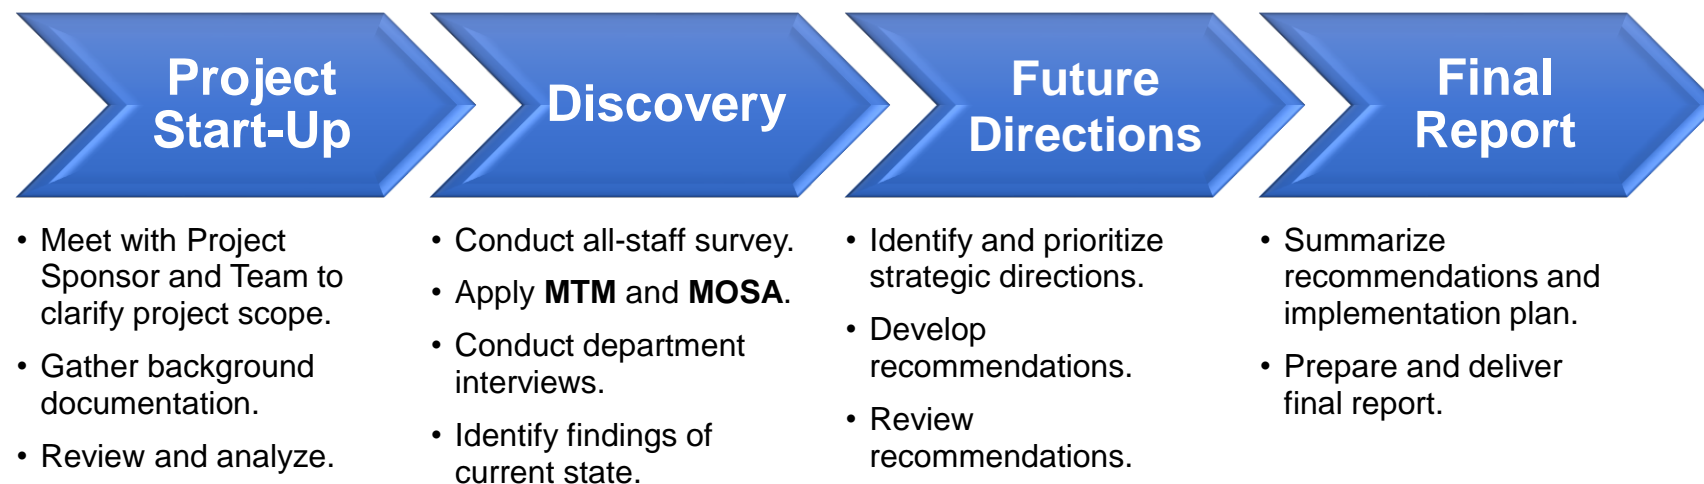 Project
Start-Up
• Meet with Project
Sponsor and Team to
clarify project scope.
• Gather background
documentation.
• Review and analyze.
Discovery
• Conduct all-staff survey.
• Apply MTM and MOSA.
• Conduct department
interviews.
• Identify findings of
current state.
Future
Directions
• Identify and prioritize
strategic directions.
• Develop
recommendations.
• Review
recommendations.
Final
Report
• Summarize
recommendations and
implementation plan.
• Prepare and deliver
final report.